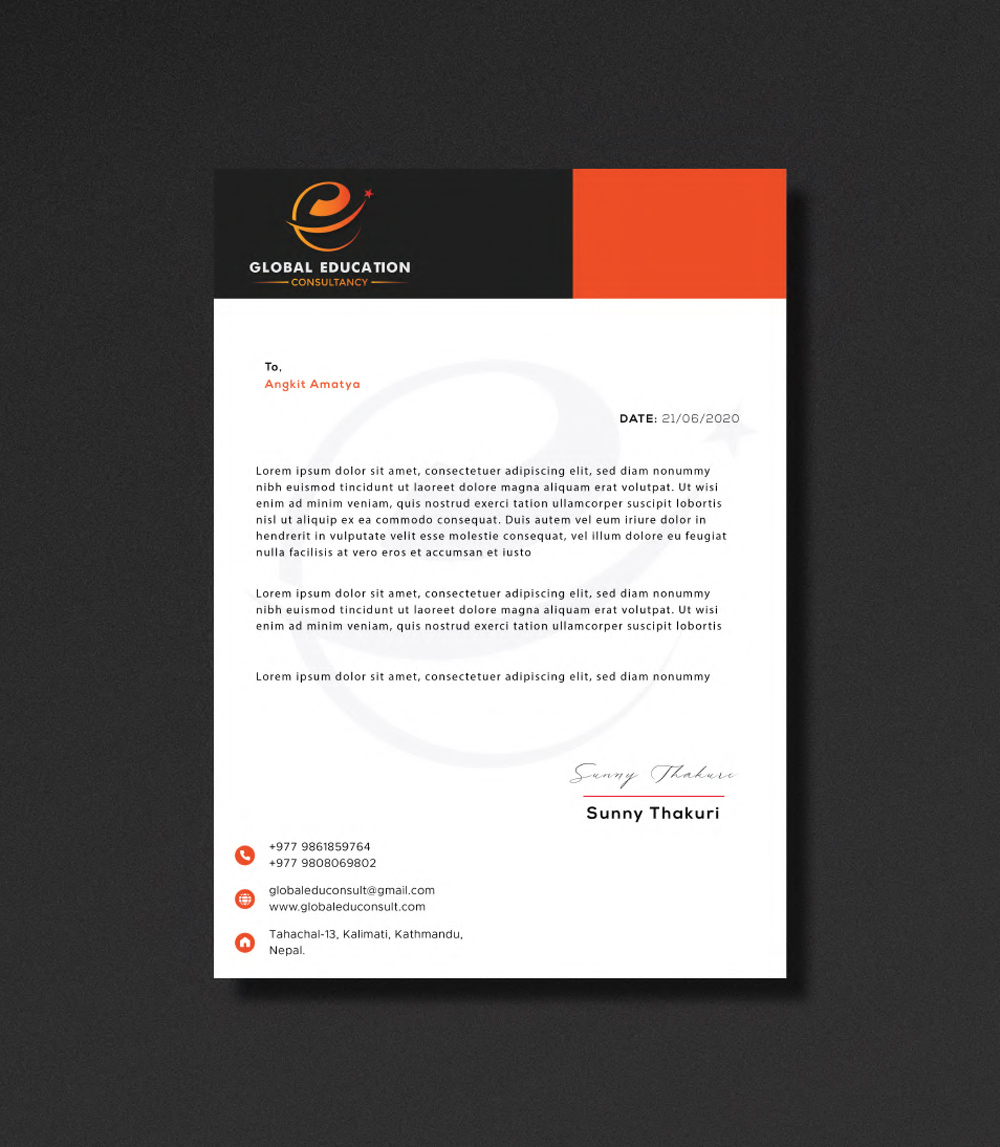 GLOBAL EDUCATION
CONSULTANCY
To,
Angkit Amatya
DATE: 21/06/2020
Lorem ipsum dolor sit amet, consectetuer adipiscing elit, sed diam nonummy
nibh euismod tincidunt ut laoreet dolore magna aliquam erat volutpat. Ut wisi
enim ad minim veniam, quis nostrud exerci tation ullamcorper suscipit lobortis
nisl ut aliquip ex ea commodo consequat. Duis autem vel eum iriure dolor in
hendrerit in vulputate velit esse molestie consequat, vel illum dolore eu feugiat
nulla facilisis at vero eros et accumsan et iusto
Lorem ipsum dolor sit amet, consectetuer adipiscing elit, sed diam nonummy
nibh euismod tincidunt ut laoreet dolore magna aliquam erat volutpat. Ut wisi
enim ad minim veniam, quis nostrud exerci tation ullamcorper suscipit lobortis
Lorem ipsum dolor sit amet, consectetuer adipiscing elit, sed diam nonummy
Sunny Thakuri
Sunny Thakuri
+977 9861859764
+977 9808069802
globaleduconsult@gmail.com
www.globaleduconsult.com
Tahachal-13, Kalimati, Kathmandu,
Nepal.